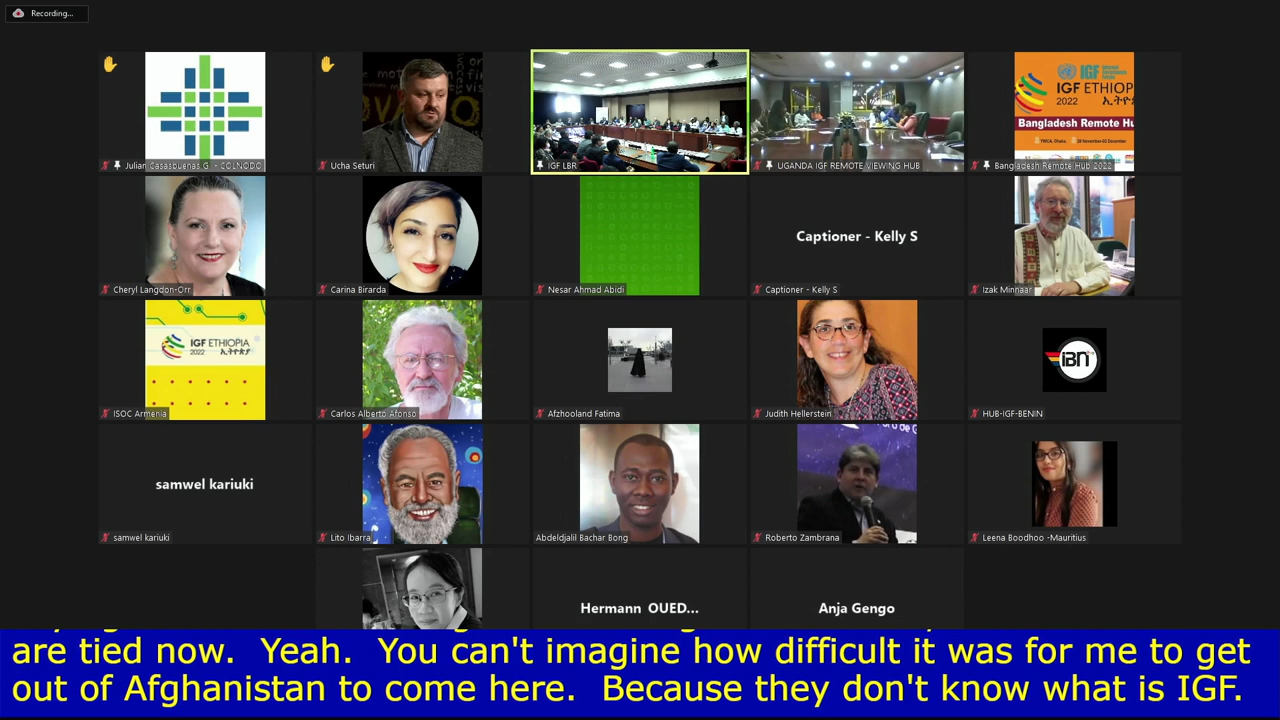 Recording...
Julian Casasbuenas G. - COLNODO
Ucha Seturi
IGF LBR
UGANDA IGF REMOTE VIEWING HUB
IGF ETHIOP
2022
ኢትዮጵ
Bangladesh Remote Hu
Bangladesh Remote Hub 2022
Cheryl Langdon-Orr
Carina Birarda
Nesar Ahmad Abidi
Captioner - Kelly S
Captioner - Kelly S
Izak Minnaar
IGF ETHIOPIA
2022 ኢትዮጵያ
ISOC Armenia
Carlos Alberto Afonso
Afzhooland Fatima
Judith Hellerstein
iBN
HUB-IGF-BENIN
samwel kariuki
samwel kariuki
Lito Ibarra
Abdeldjalil Bachar Bong
Roberto Zambrana
Leena Boodhoo -Mauritius
Hermann OUED...
Anja Gengo
are tied now. Yeah. You can't imagine how difficult it was for me to get
out of Afghanistan to come here. Because they don't know what is IGF.